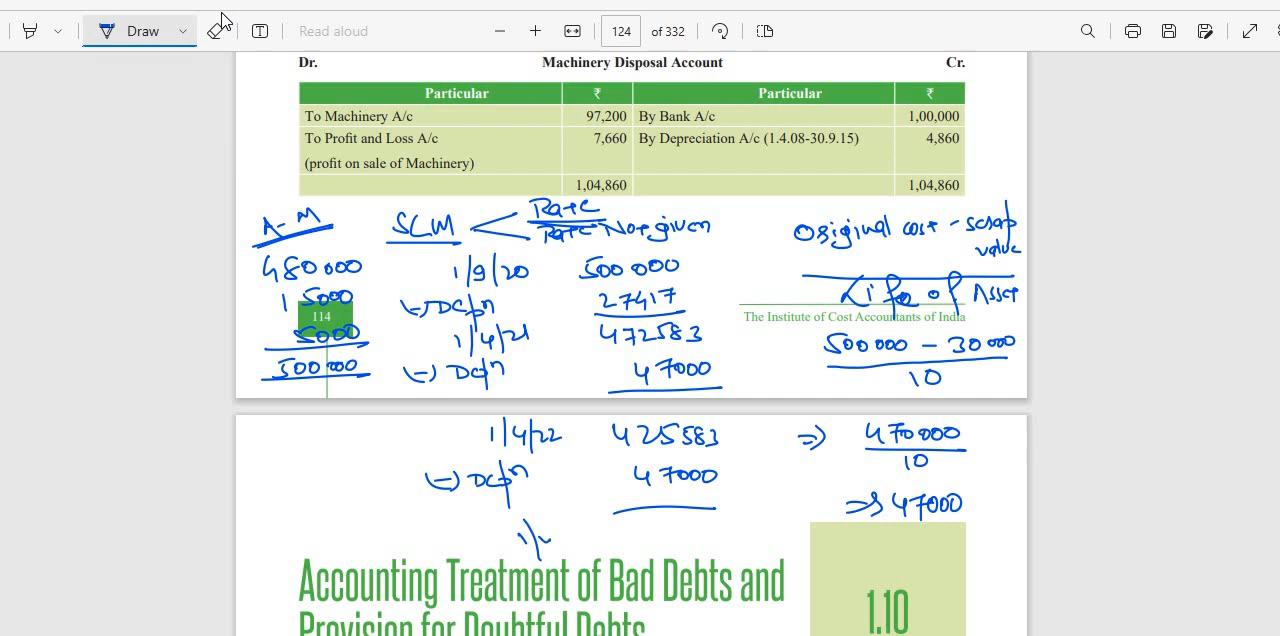 Draw
Read aloud
124 of 332
Dr. Machinery Disposal Account Cr.
Particular ₹ Particular ₹
To Machinery A/c 97,200 By Bank A/c 1,00,000
To Profit and Loss A/c 7,660 By Depreciation A/c (1.4.08-30.9.15) 4,860
(profit on sale of Machinery)
1,04,860 1,04,860
A-M SLM Rate Original cost - scrap
Rate Not given value
480000 1/9/20 500000
15000 (-) Depn 27417 Life of Asset
114 The Institute of Cost Accountants of India
5000 1/4/21 472583 500000 - 30000
500000 (-) Depn 47000 10
1/4/22 425583 ⇒ 470000
(-) Depn 47000 10
⇒ 47000
1/
Accounting Treatment of Bad Debts and
Provision for Doubtful Debts
1.10